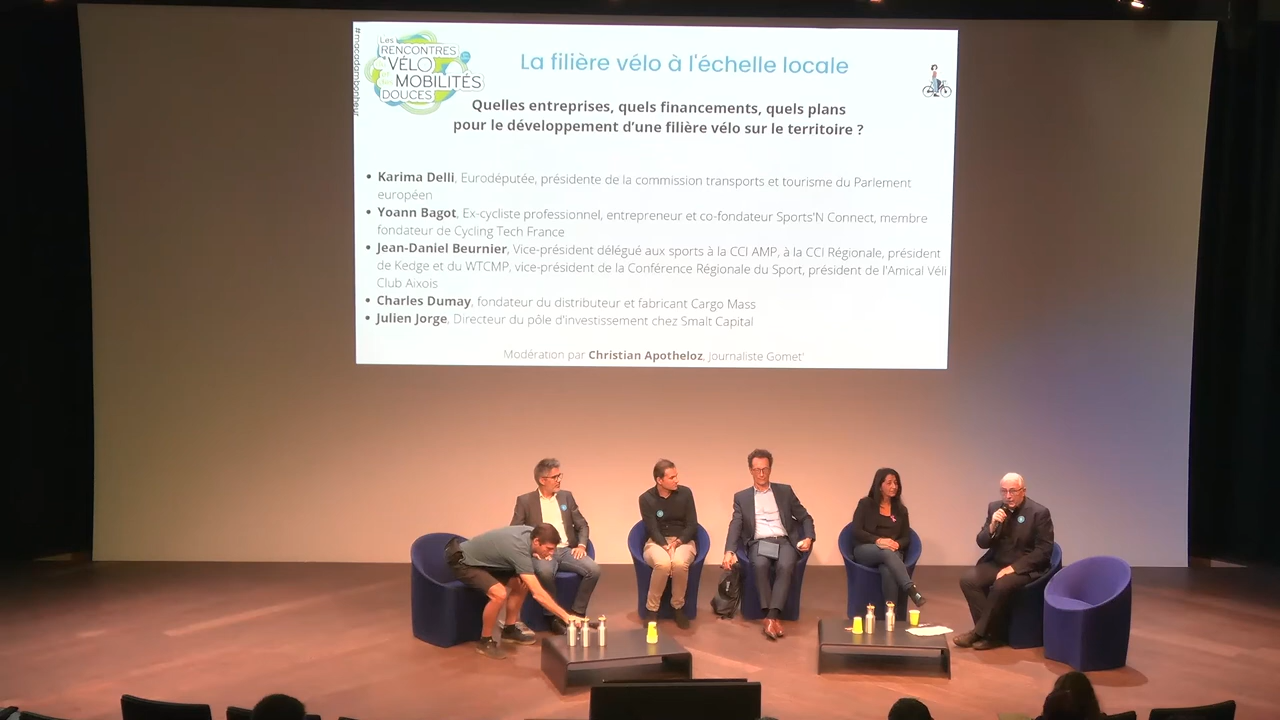 #macadambonheur
Les
RENCONTRES
VÉLO
MOBILITÉS
DOUCES
La filière vélo à l'échelle locale
Quelles entreprises, quels financements, quels plans
pour le développement d'une filière vélo sur le territoire ?
• Karima Delli, Eurodéputée, présidente de la commission transports et tourisme du Parlement
européen
• Yoann Bagot, Ex-cycliste professionnel, entrepreneur et co-fondateur Sports'N Connect, membre
fondateur de Cycling Tech France
• Jean-Daniel Beurnier, Vice-président délégué aux sports à la CCI AMP, à la CCI Régionale, président
de Kedge et du WTCMP, vice-président de la Conférence Régionale du Sport, président de l'Amical Véli
Club Aixois
• Charles Dumay, fondateur du distributeur et fabricant Cargo Mass
• Julien Jorge, Directeur du pôle d'investissement chez Smalt Capital
Modération par Christian Apotheloz, journaliste Gomet'